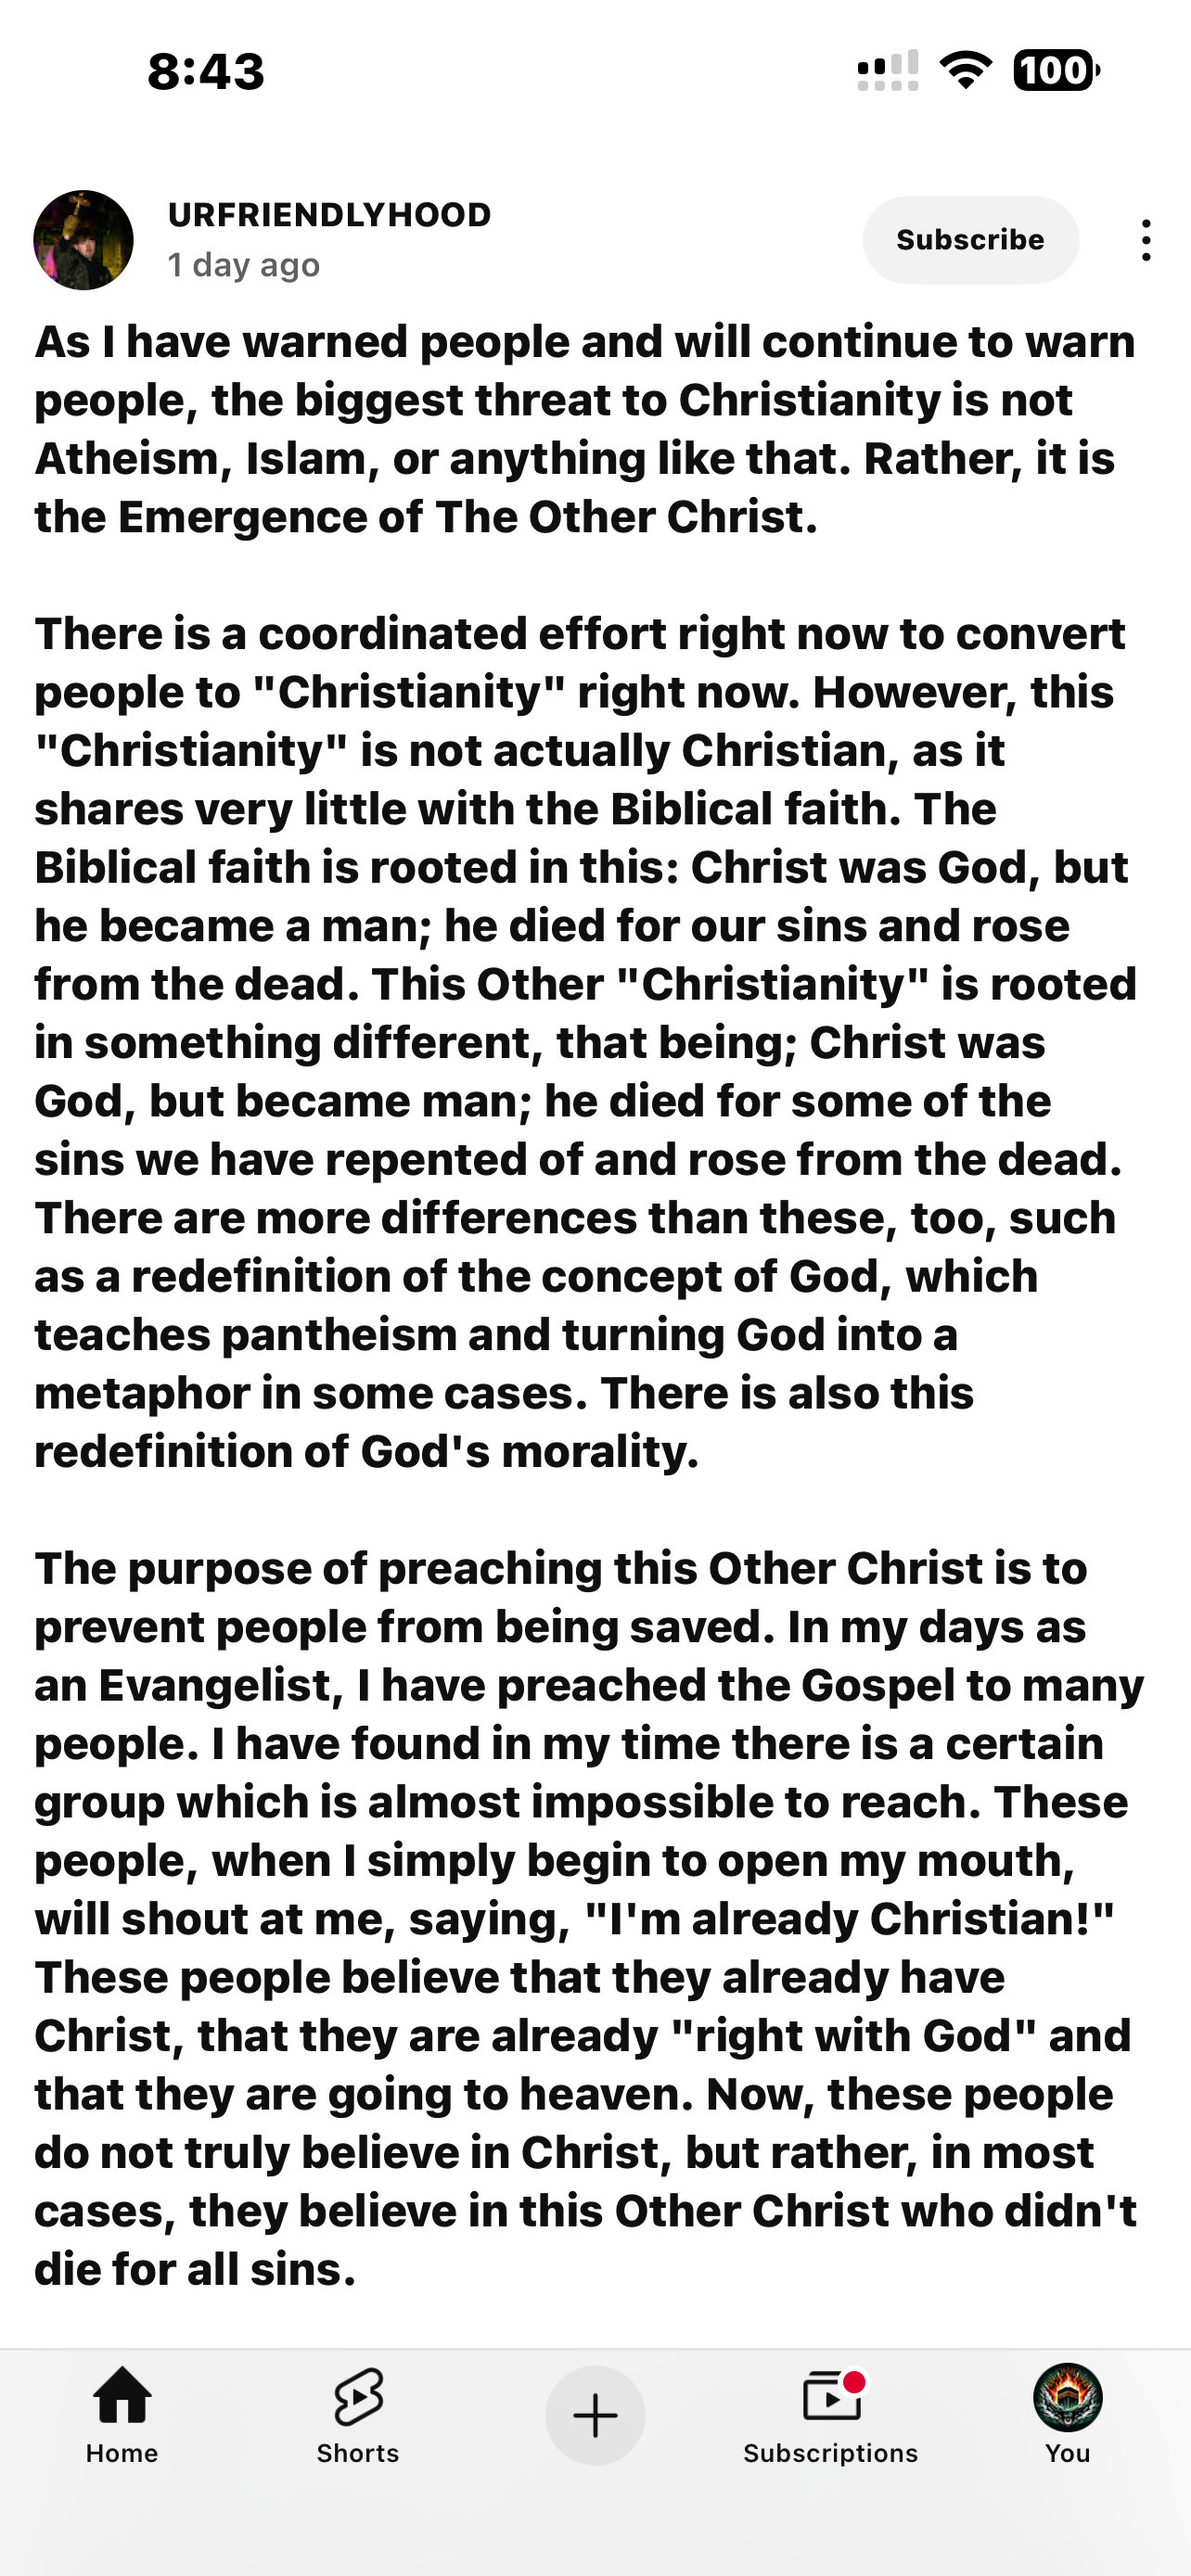 8:43
100
URFRIENDLYHOOD
1 day ago
Subscribe
As I have warned people and will continue to warn
people, the biggest threat to Christianity is not
Atheism, Islam, or anything like that. Rather, it is
the Emergence of The Other Christ.
There is a coordinated effort right now to convert
people to "Christianity" right now. However, this
"Christianity" is not actually Christian, as it
shares very little with the Biblical faith. The
Biblical faith is rooted in this: Christ was God, but
he became a man; he died for our sins and rose
from the dead. This Other "Christianity" is rooted
in something different, that being; Christ was
God, but became man; he died for some of the
sins we have repented of and rose from the dead.
There are more differences than these, too, such
as a redefinition of the concept of God, which
teaches pantheism and turning God into a
metaphor in some cases. There is also this
redefinition of God's morality.
The purpose of preaching this Other Christ is to
prevent people from being saved. In my days as
an Evangelist, I have preached the Gospel to many
people. I have found in my time there is a certain
group which is almost impossible to reach. These
people, when I simply begin to open my mouth,
will shout at me, saying, "I'm already Christian!"
These people believe that they already have
Christ, that they are already "right with God" and
that they are going to heaven. Now, these people
do not truly believe in Christ, but rather, in most
cases, they believe in this Other Christ who didn't
die for all sins.
Home
Shorts
Subscriptions
You